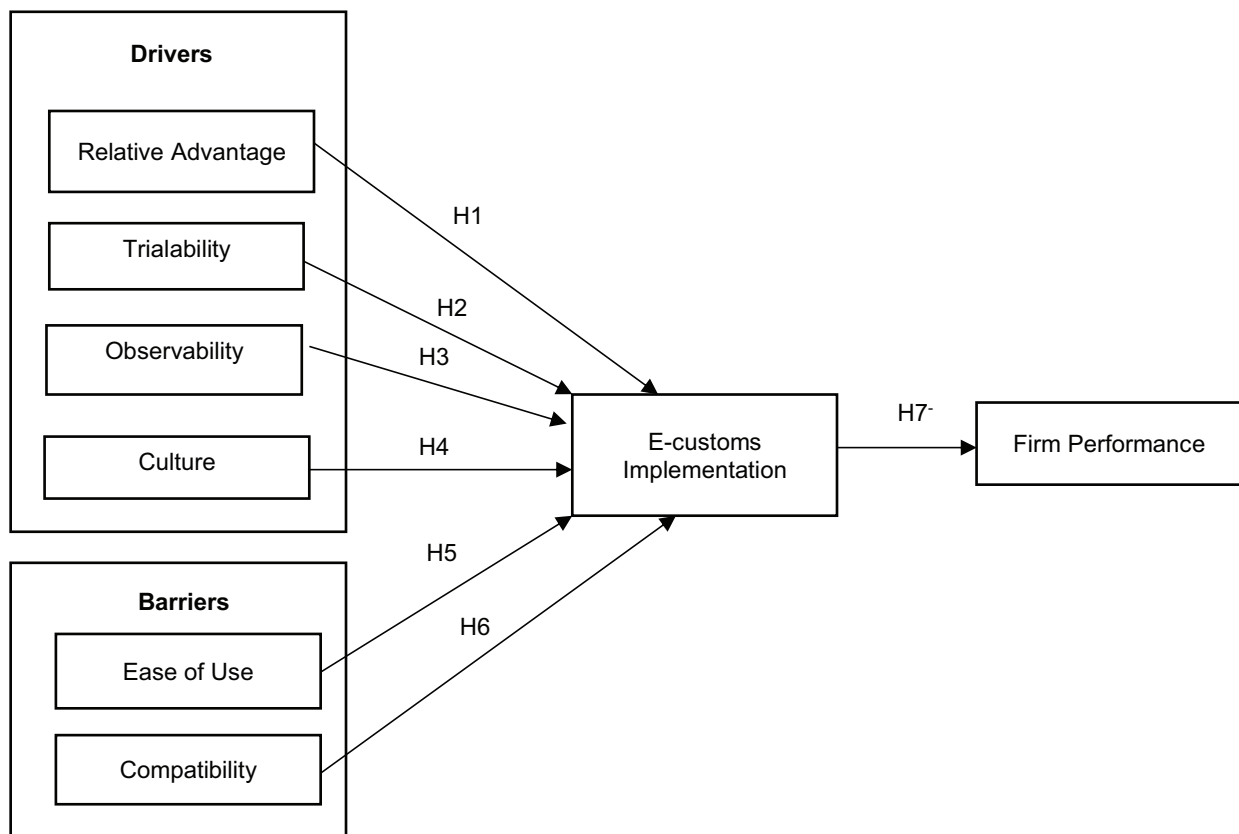 Drivers
Relative Advantage
Trialability
Observability
Culture
H1
H2
H3
H4
E-customs
Implementation
H7-
Firm Performance
H5
H6
Barriers
Ease of Use
Compatibility